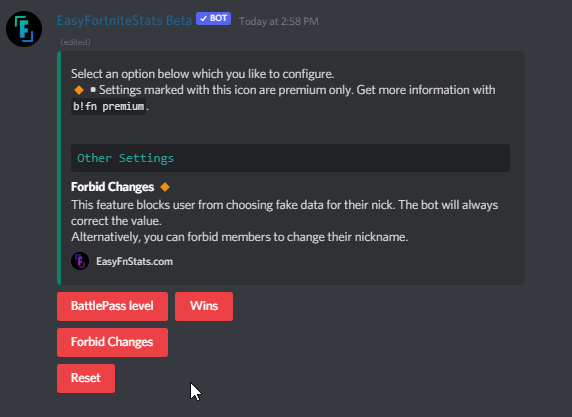 EasyFortniteStats Beta ✓ BOT Today at 2:58 PM
(edited)
Select an option below which you like to configure.
🔸▪ Settings marked with this icon are premium only. Get more information with
b!fn premium.
Other Settings
Forbid Changes 🔸
This feature blocks user from choosing fake data for their nick. The bot will always
correct the value.
Alternatively, you can forbid members to change their nickname.
EasyFnStats.com
BattlePass level Wins
Forbid Changes
Reset